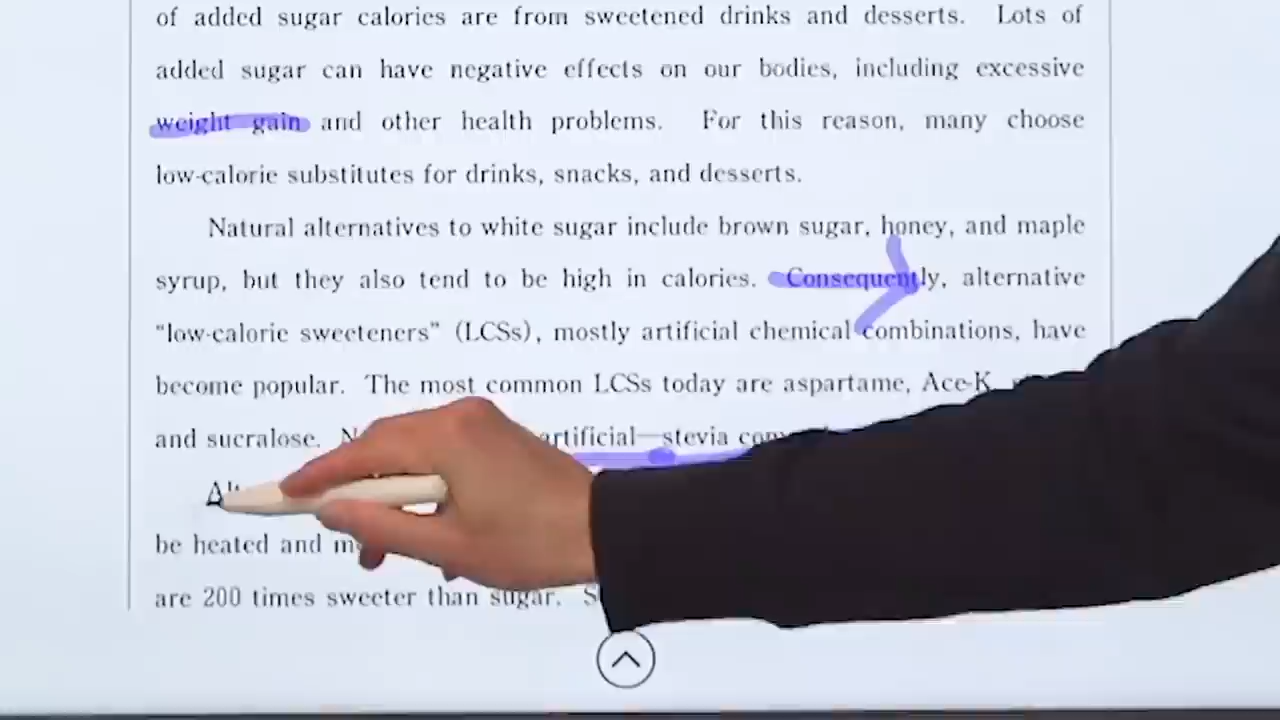 of added sugar calories are from sweetened drinks and desserts. Lots of
added sugar can have negative effects on our bodies, including excessive
weight gain and other health problems. For this reason, many choose
low-calorie substitutes for drinks, snacks, and desserts.
Natural alternatives to white sugar include brown sugar, honey, and maple
syrup, but they also tend to be high in calories. Consequently, alternative
“low-calorie sweeteners” (LCSs), mostly artificial chemical combinations, have
become popular. The most common LCSs today are aspartame, Ace-K,
and sucralose. artificial—stevia
be heated and
are 200 times sweeter than sugar.